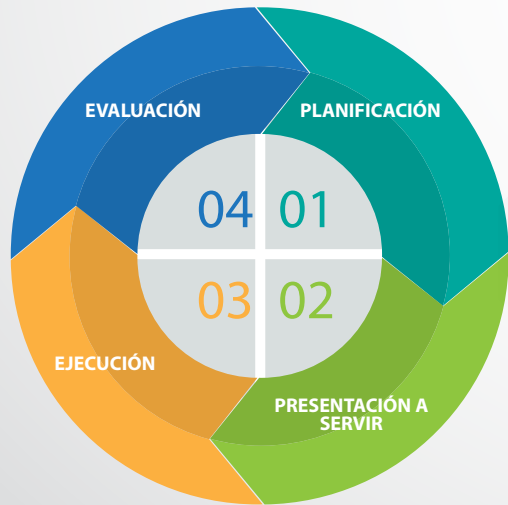 EVALUACIÓN
PLANIFICACIÓN
04
01
03
02
EJECUCIÓN
PRESENTACIÓN A
SERVIR